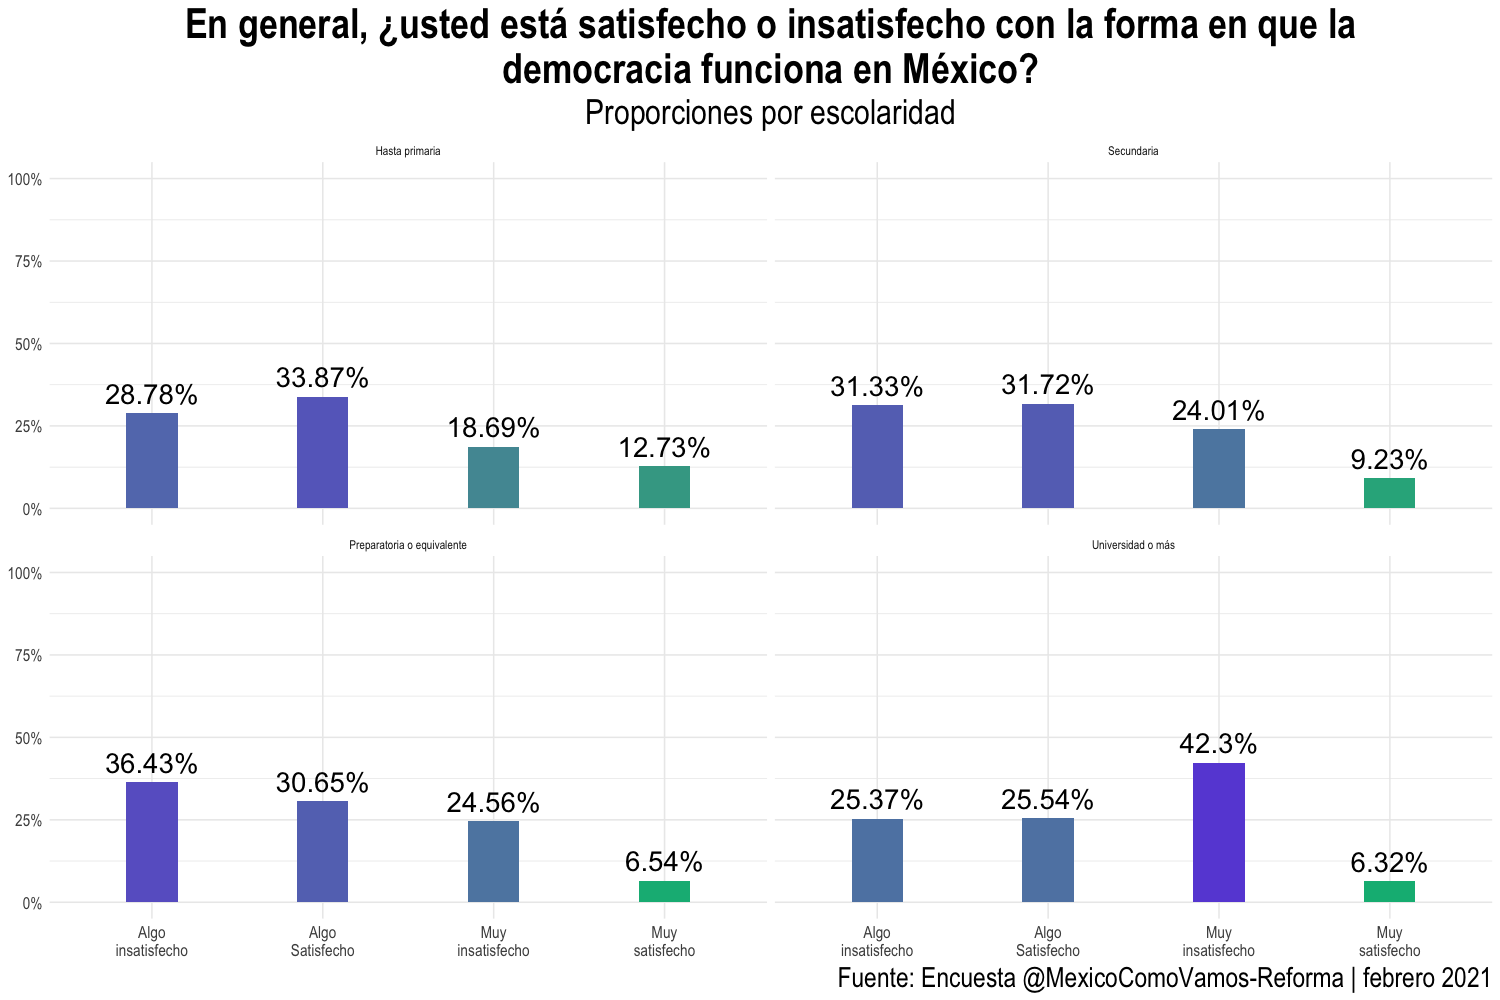 En general, ¿usted está satisfecho o insatisfecho con la forma en que la
democracia funciona en México?
Proporciones por escolaridad
Hasta primaria
100%
75%
50%
25%
0%
28.78%
33.87%
18.69%
12.73%
Secundaria
31.33%
31.72%
24.01%
9.23%
Preparatoria o equivalente
100%
75%
50%
25%
0%
36.43%
30.65%
24.56%
6.54%
Algo
insatisfecho
Algo
Satisfecho
Muy
insatisfecho
Muy
satisfecho
Universidad o más
25.37%
25.54%
42.3%
6.32%
Algo
insatisfecho
Algo
Satisfecho
Muy
insatisfecho
Muy
satisfecho
Fuente: Encuesta @MexicoComoVamos-Reforma | febrero 2021